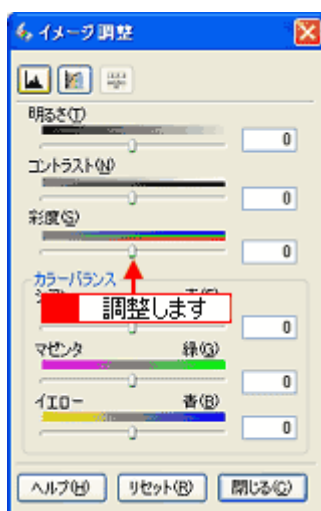 イメージ調整
明るさ(T)
0
コントラスト(N)
0
彩度(S)
0
カラーバランス
調整します
0
マゼンタ 緑(G)
0
イエロー 青(B)
0
ヘルプ(H) リセット(R) 閉じる(C)